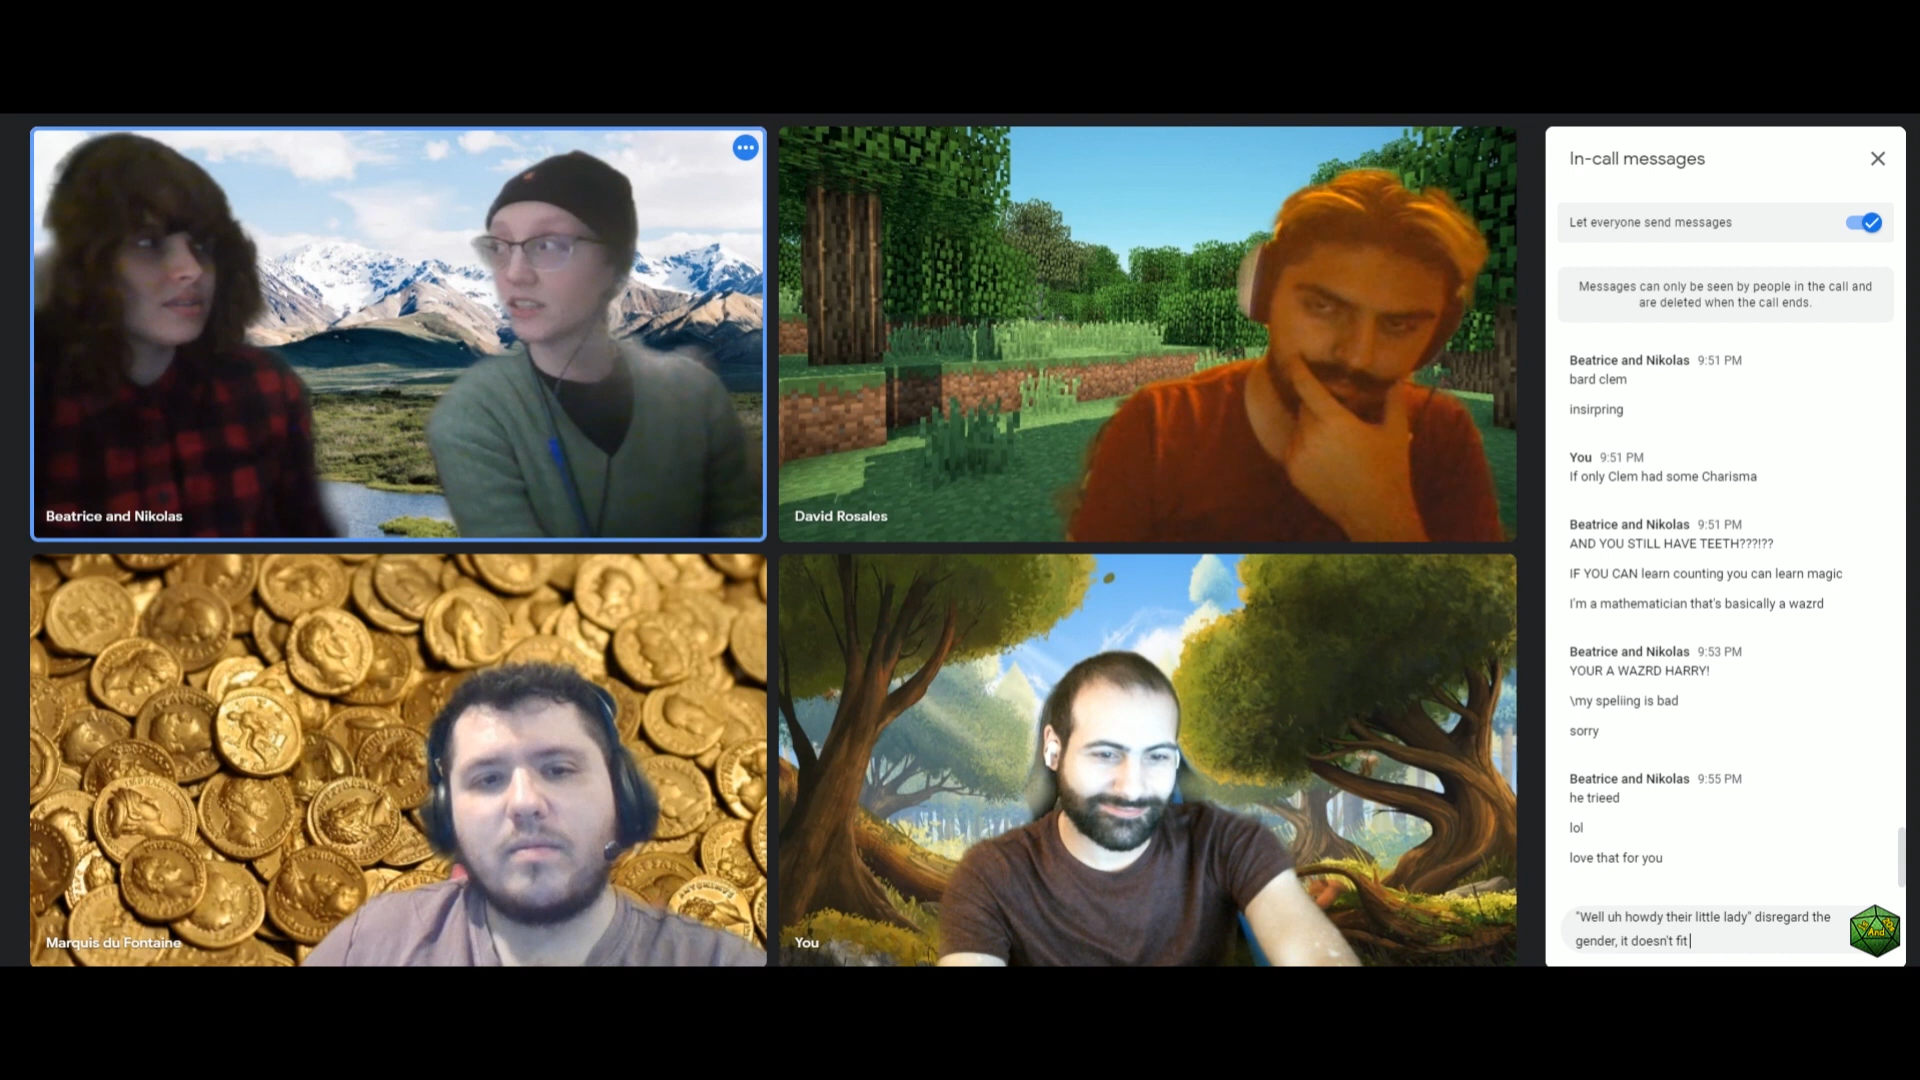 In-call messages
Let everyone send messages
Messages can only be seen by people in the call and
are deleted when the call ends.
Beatrice and Nikolas 9:51 PM
bard clem
insirpring
You 9:51 PM
If only Clem had some Charisma
Beatrice and Nikolas 9:51 PM
AND YOU STILL HAVE TEETH???!??
IF YOU CAN learn counting you can learn magic
I'm a mathematician that's basically a wazrd
Beatrice and Nikolas 9:53 PM
YOUR A WAZRD HARRY!
\my speliing is bad
sorry
Beatrice and Nikolas 9:55 PM
he trieed
lol
love that for you
"Well uh howdy their little lady" disregard the
gender, it doesn't fit
And
Beatrice and Nikolas
David Rosales
Marquis du Fontaine
You